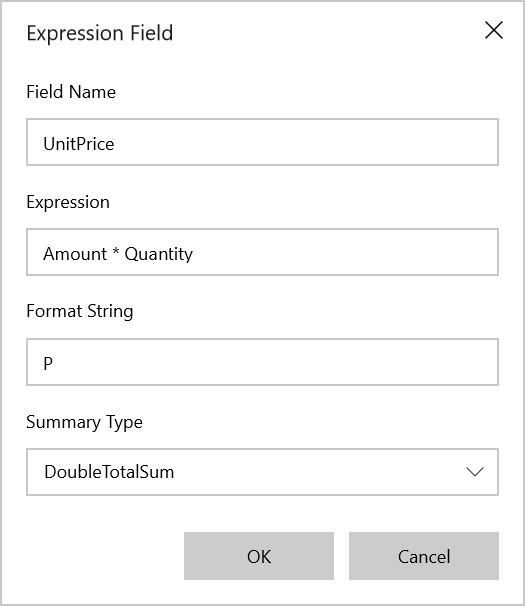 Expression Field
Field Name
UnitPrice
Expression
Amount * Quantity
Format String
P
Summary Type
DoubleTotalSum
OK Cancel